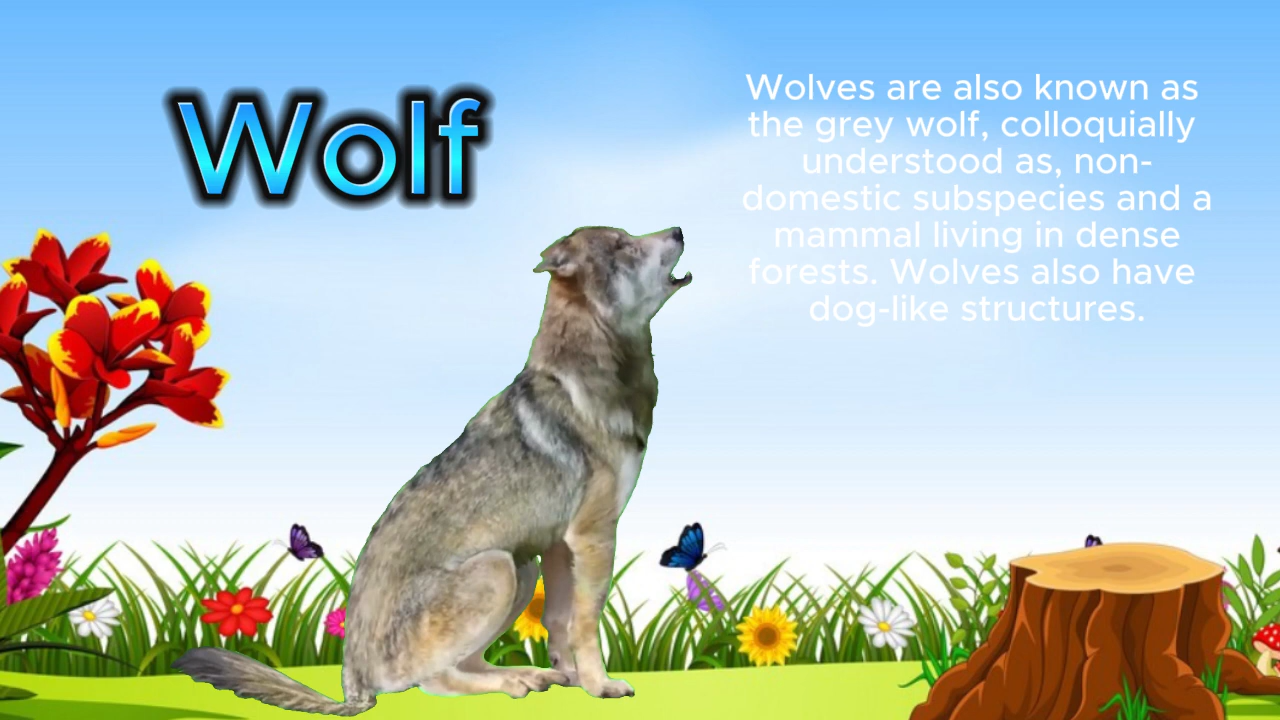 Wolf
Wolves are also known as
the grey wolf, colloquially
understood as, non-
domestic subspecies and a
mammal living in dense
forests. Wolves also have
dog-like structures.